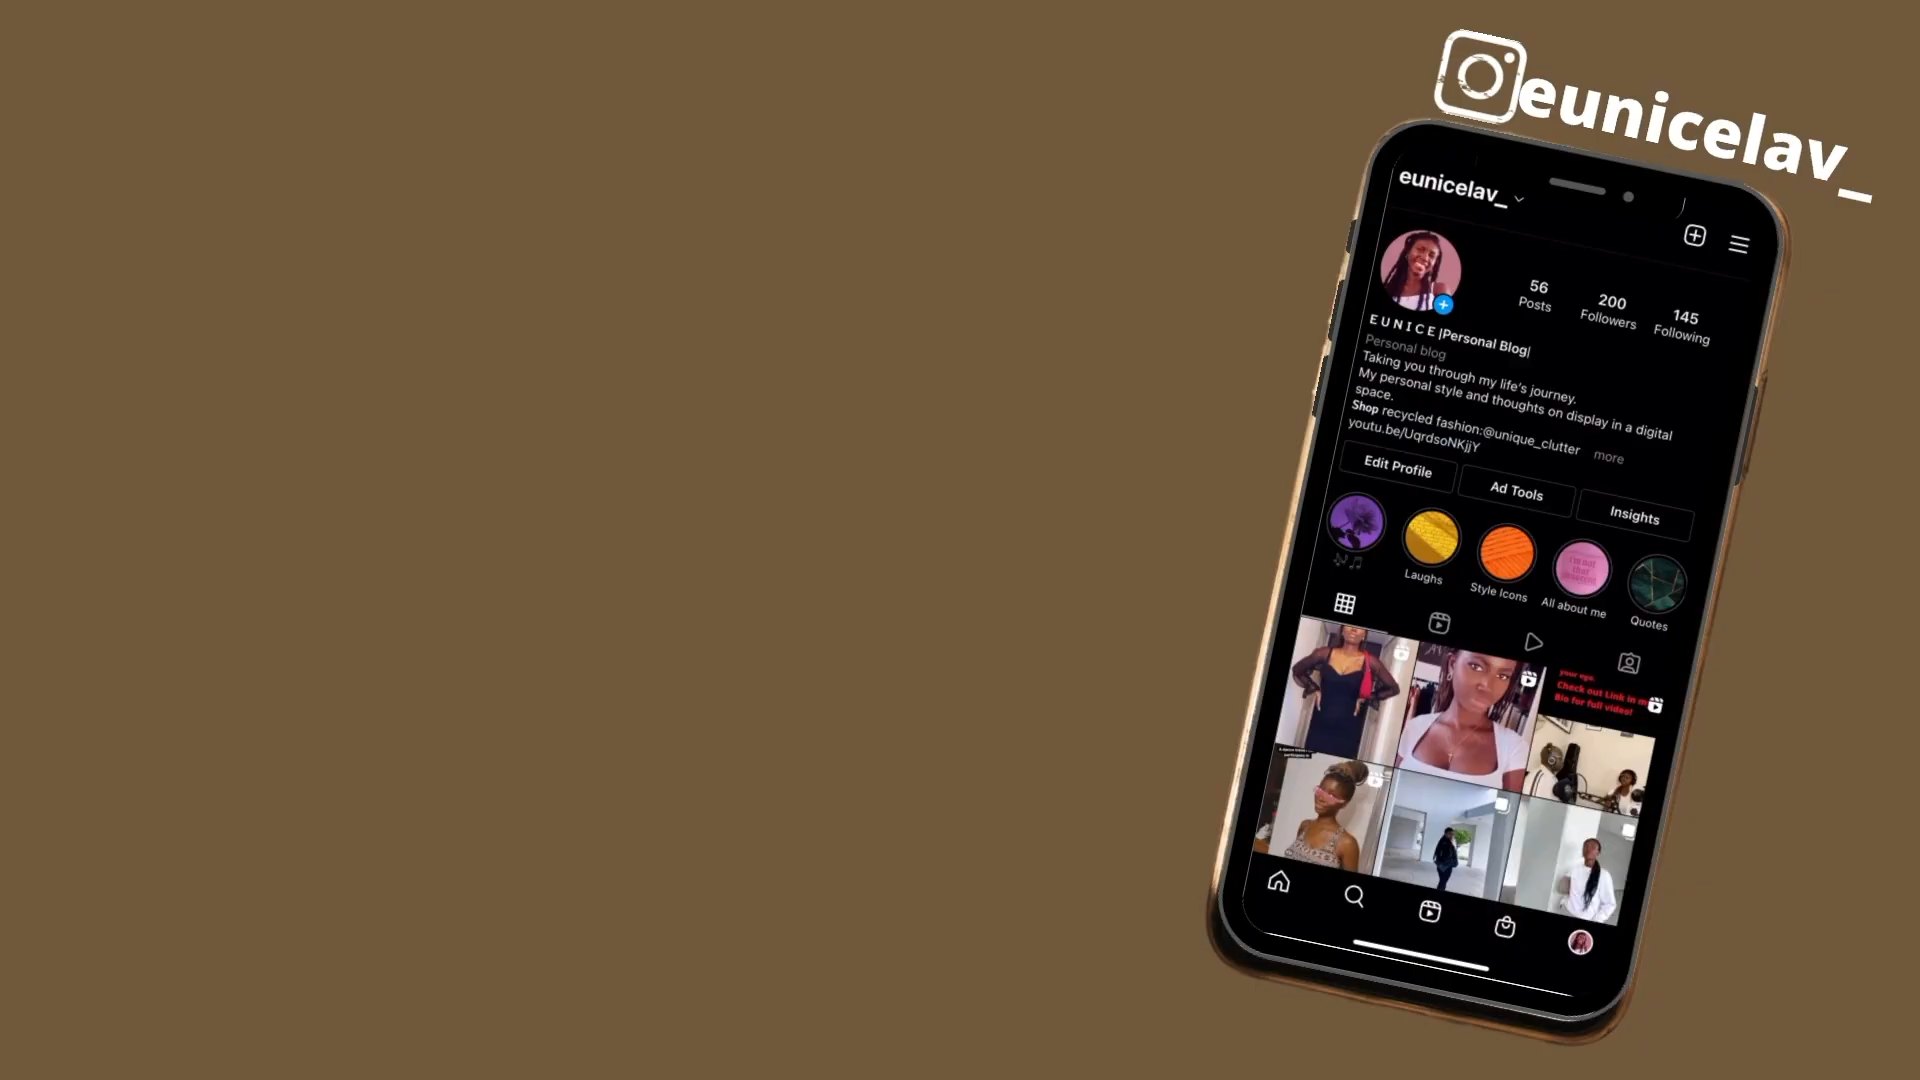 eunicelav_
eunicelav_
56
Posts
200
Followers
145
Following
E U N I C E |Personal Blog|
Personal blog
Taking you through my life's journey.
My personal style and thoughts on display in a digital
space.
Shop recycled fashion:@unique_clutter more
youtu.be/UqrdsoNKjjY
Edit Profile
Ad Tools
Insights
Laughs
Style Icons
All about me
Quotes
your age.
Check out Link in m
Bio for full video!